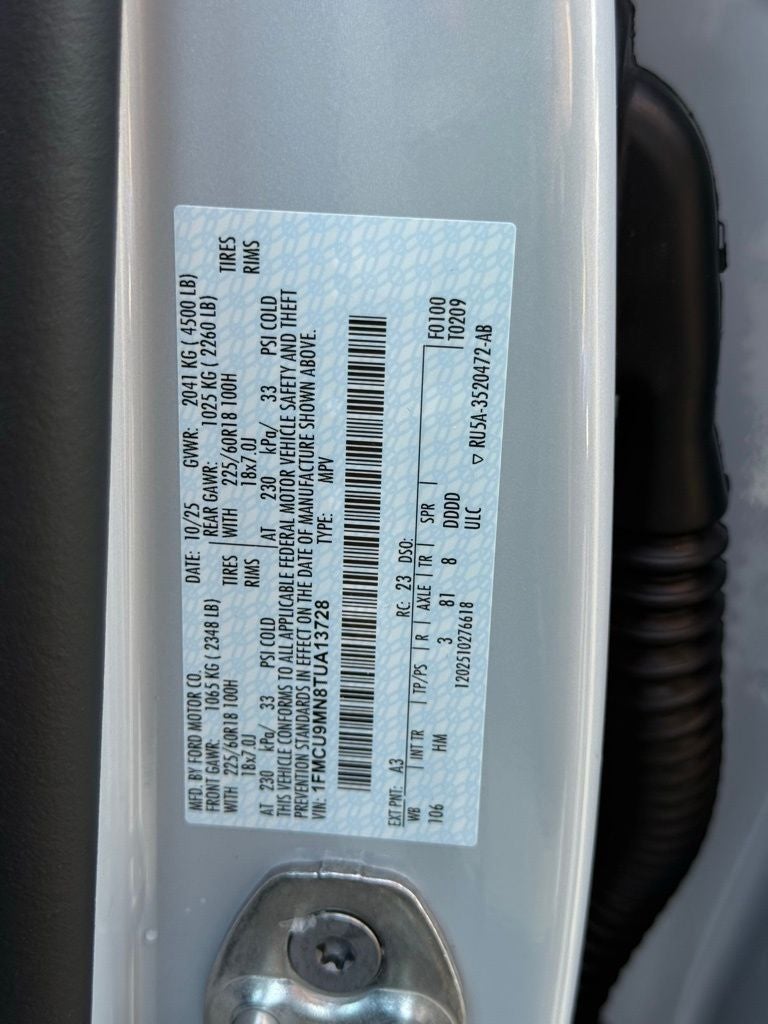 MFD. BY FORD MOTOR CO. DATE: 10/25 GVWR: 2041 KG ( 4500 LB)
FRONT GAWR: 1065 KG ( 2348 LB) REAR GAWR: 1025 KG ( 2260 LB)
WITH 225/60R18 100H TIRES WITH 225/60R18 100H TIRES
18x7.0J RIMS 18x7.0J RIMS
AT 230 kPa/ 33 PSI COLD AT 230 kPa/ 33 PSI COLD
THIS VEHICLE CONFORMS TO ALL APPLICABLE FEDERAL MOTOR VEHICLE SAFETY AND THEFT
PREVENTION STANDARDS IN EFFECT ON THE DATE OF MANUFACTURE SHOWN ABOVE.
VIN: 1FMCU9MN8TUA13728 TYPE: MPV
EXT PNT: A3 RC: 23 DSO: F0100
WB INT TR TP/PS R AXLE TR SPR T0209
106 HM 3 81 8 DDDD
1202510276618 ULC
▽ RU5A-3520472-AB